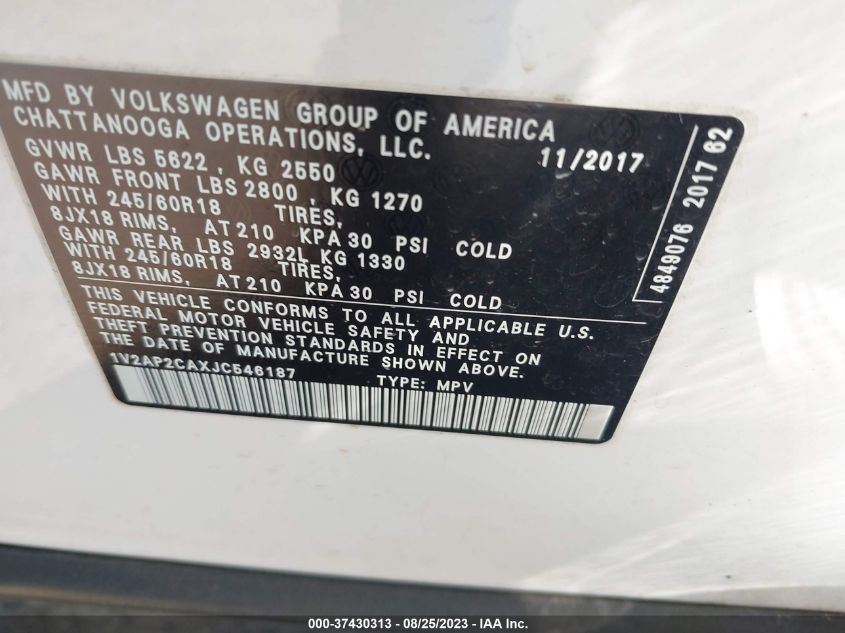 MFD BY VOLKSWAGEN GROUP OF AMERICA
CHATTANOOGA OPERATIONS, LLC.
11/2017
GVWR LBS 5622 , KG 2550
GAWR FRONT LBS 2800 , KG 1270
WITH 245/60R18 TIRES,
8JX18 RIMS, AT 210 KPA 30 PSI COLD
GAWR REAR LBS 2932L KG 1330
WITH 245/60R18 TIRES,
8JX18 RIMS, AT 210 KPA 30 PSI COLD
THIS VEHICLE CONFORMS TO ALL APPLICABLE U.S.
FEDERAL MOTOR VEHICLE SAFETY AND
THEFT PREVENTION STANDARDS IN EFFECT ON
THE DATE OF MANUFACTURE SHOWN ABOVE.
1V2AP2CAXJC546187 TYPE: MPV
4849076 2017 62
000-37430313 - 08/25/2023 - IAA Inc.